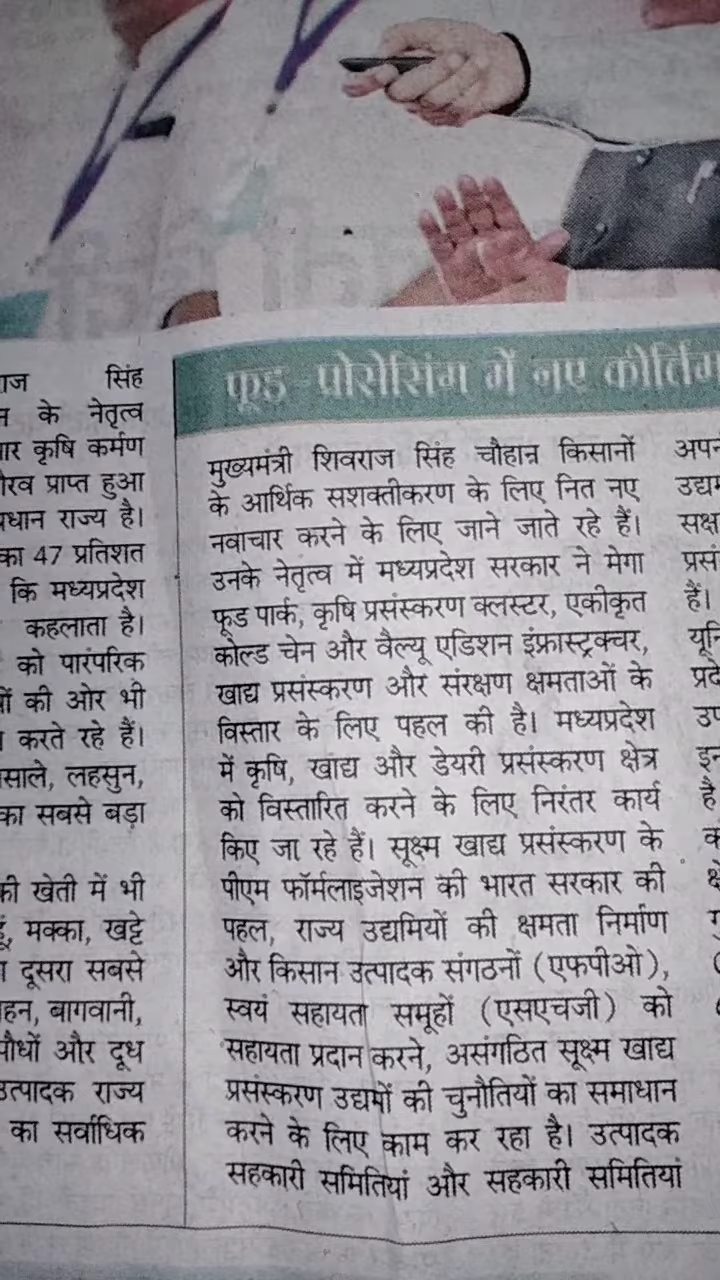 सिंह
के नेतृत्व
कृषि कर्मण
प्राप्त हुआ
राज्य है।
का 47 प्रतिशत
कि मध्यप्रदेश
कहलाता है।
को पारंपरिक
की ओर भी
करते रहे हैं।
लहसुन,
का सबसे बड़ा
की खेती में भी
मक्का, खट्टे
दूसरा सबसे
बागवानी,
और दूध
उत्पादक राज्य
का सर्वाधिक
फूड प्रोसेसिंग में नए
मुख्यमंत्री शिवराज सिंह चौहान किसानों
के आर्थिक सशक्तीकरण के लिए नित नए
नवाचार करने के लिए जाने जाते रहे हैं।
उनके नेतृत्व में मध्यप्रदेश सरकार ने मेगा
फूड पार्क, कृषि प्रसंस्करण क्लस्टर, एकीकृत
कोल्ड चेन और वैल्यू एडिशन इंफ्रास्ट्रक्चर,
खाद्य प्रसंस्करण और संरक्षण क्षमताओं के
विस्तार के लिए पहल की है। मध्यप्रदेश
में कृषि, खाद्य और डेयरी प्रसंस्करण क्षेत्र
को विस्तारित करने के लिए निरंतर कार्य
किए जा रहे हैं। सूक्ष्म खाद्य प्रसंस्करण के
पीएम फॉर्मलाइजेशन की भारत सरकार की
पहल, राज्य उद्यमियों की क्षमता निर्माण
और किसान उत्पादक संगठनों (एफपीओ),
स्वयं सहायता समूहों (एसएचजी) को
सहायता प्रदान करने, असंगठित सूक्ष्म खाद्य
प्रसंस्करण उद्यमों की चुनौतियों का समाधान
करने के लिए काम कर रहा है। उत्पादक
सहकारी समितियां और सहकारी समितियां
हैं।